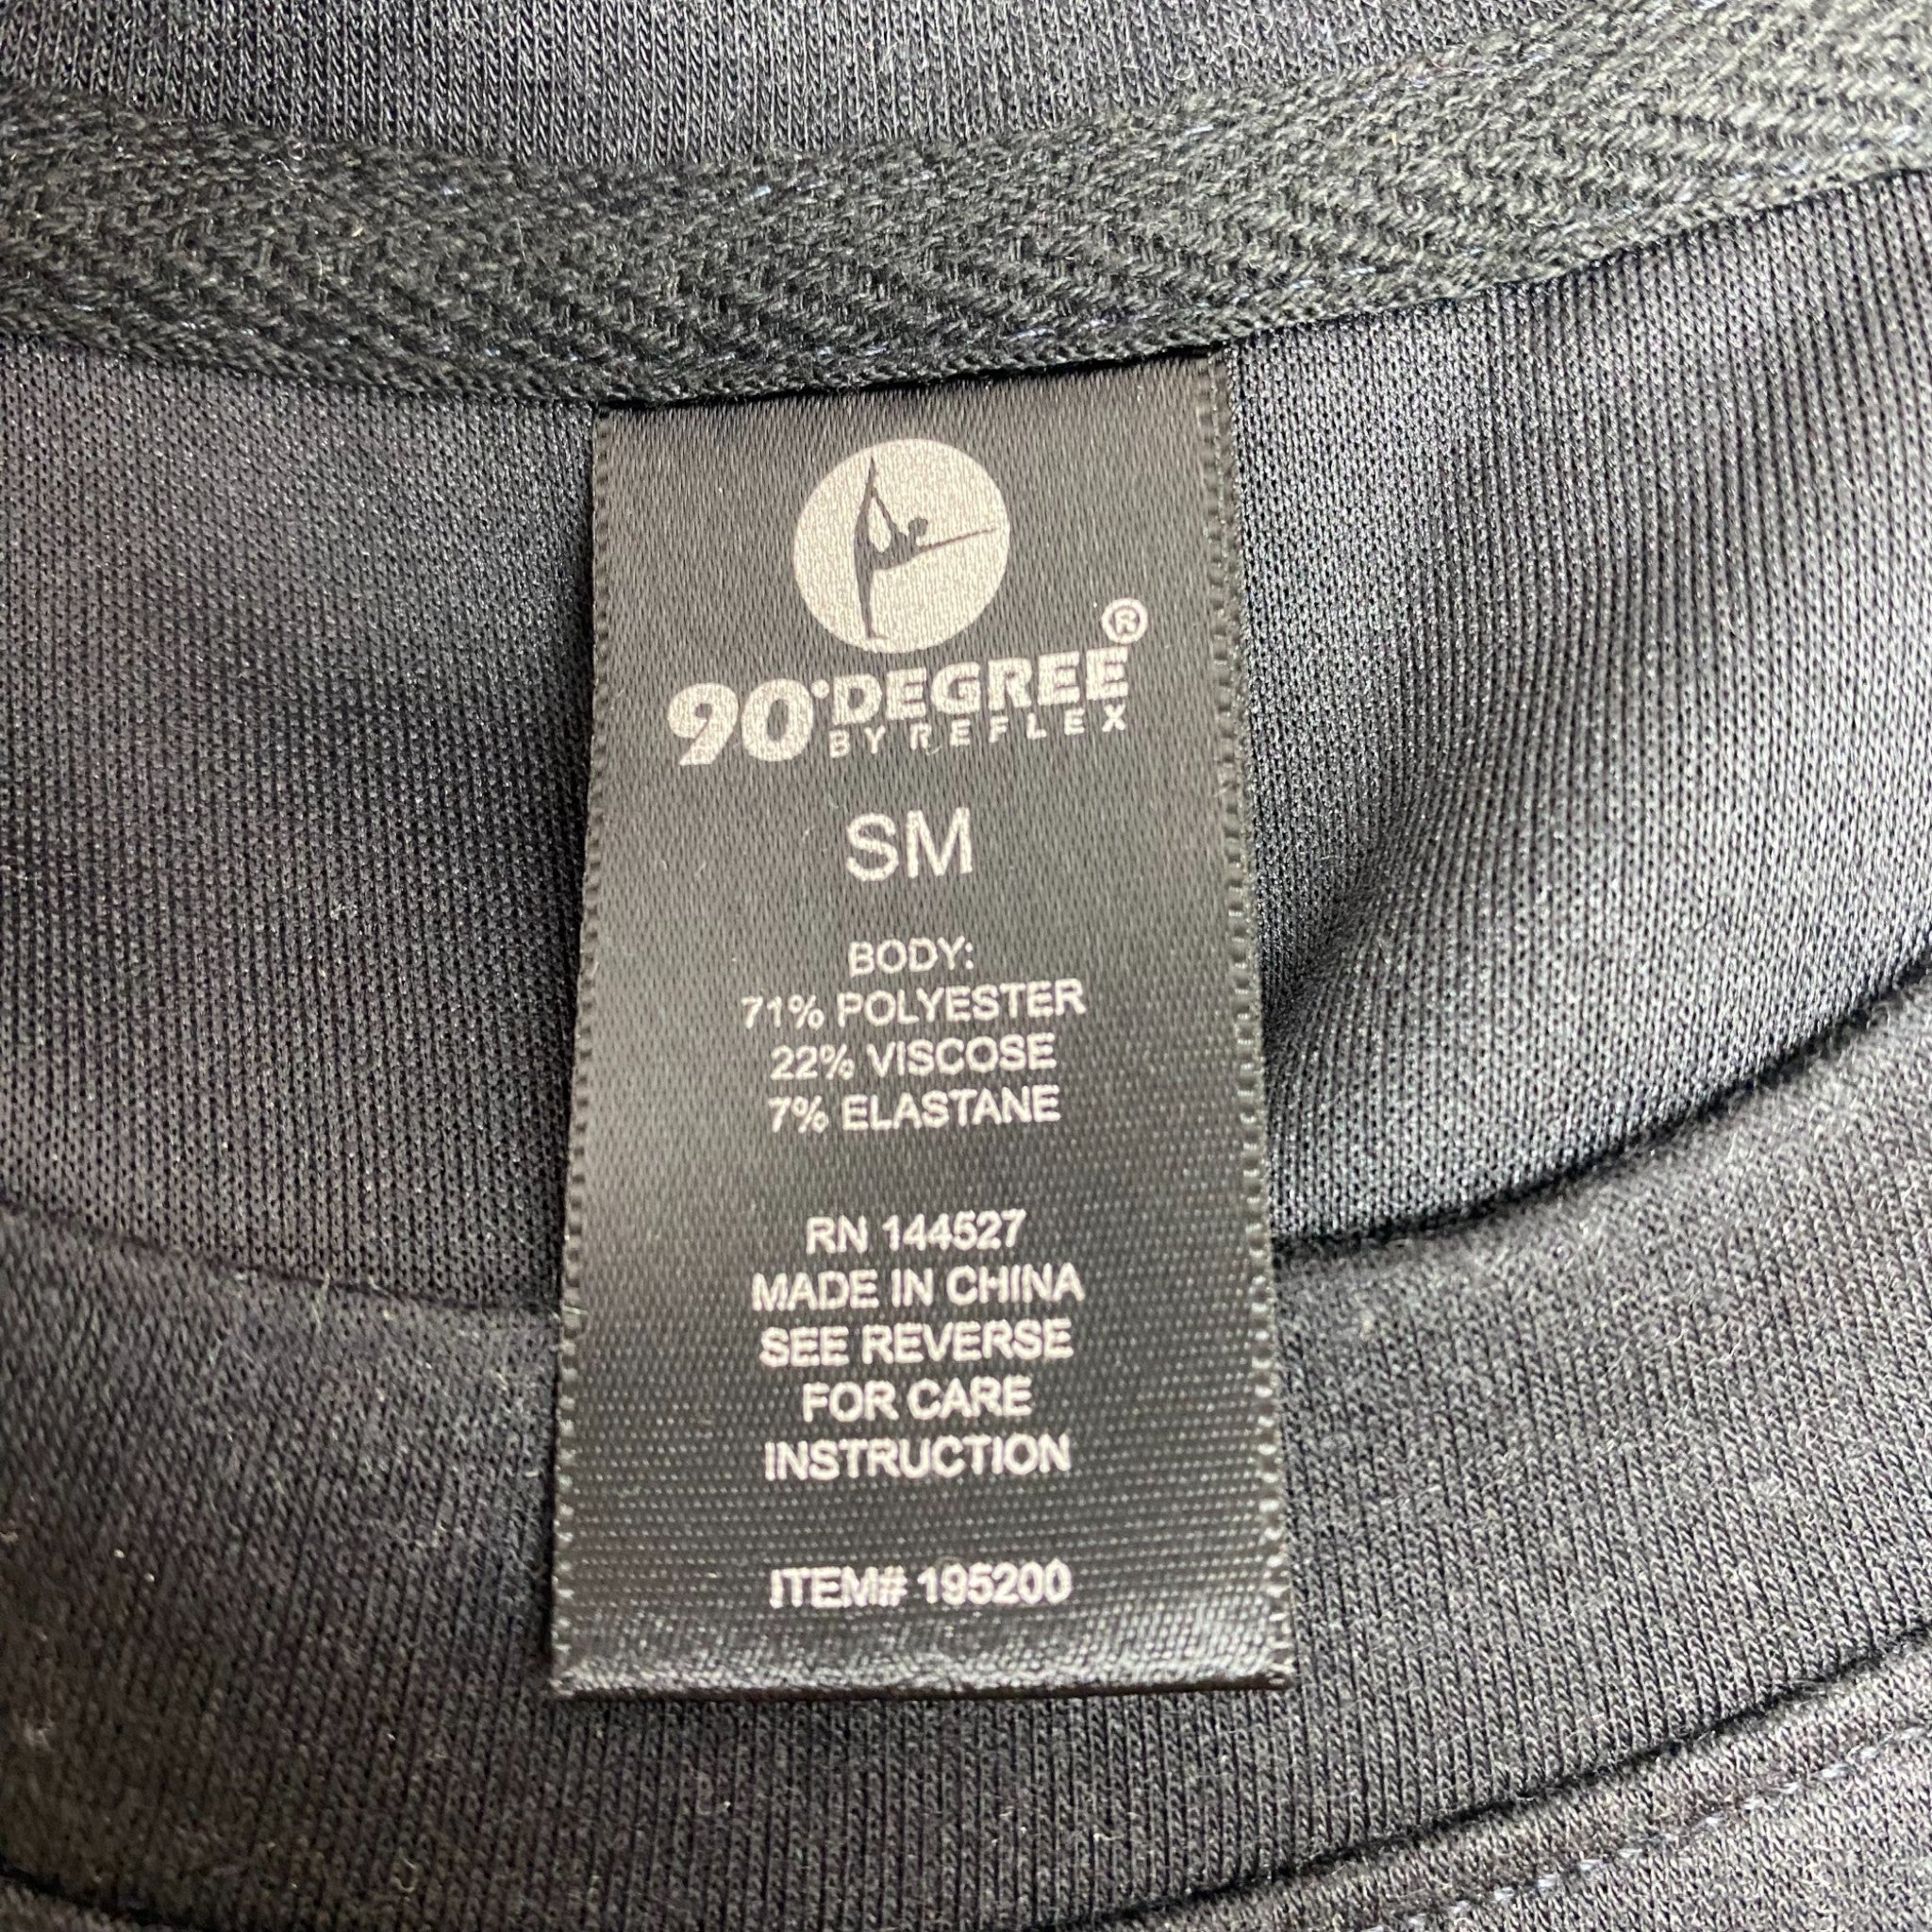 90°DEGREE®
BY REFLEX
SM
BODY:
71% POLYESTER
22% VISCOSE
7% ELASTANE
RN 144527
MADE IN CHINA
SEE REVERSE
FOR CARE
INSTRUCTION
ITEM# 195200